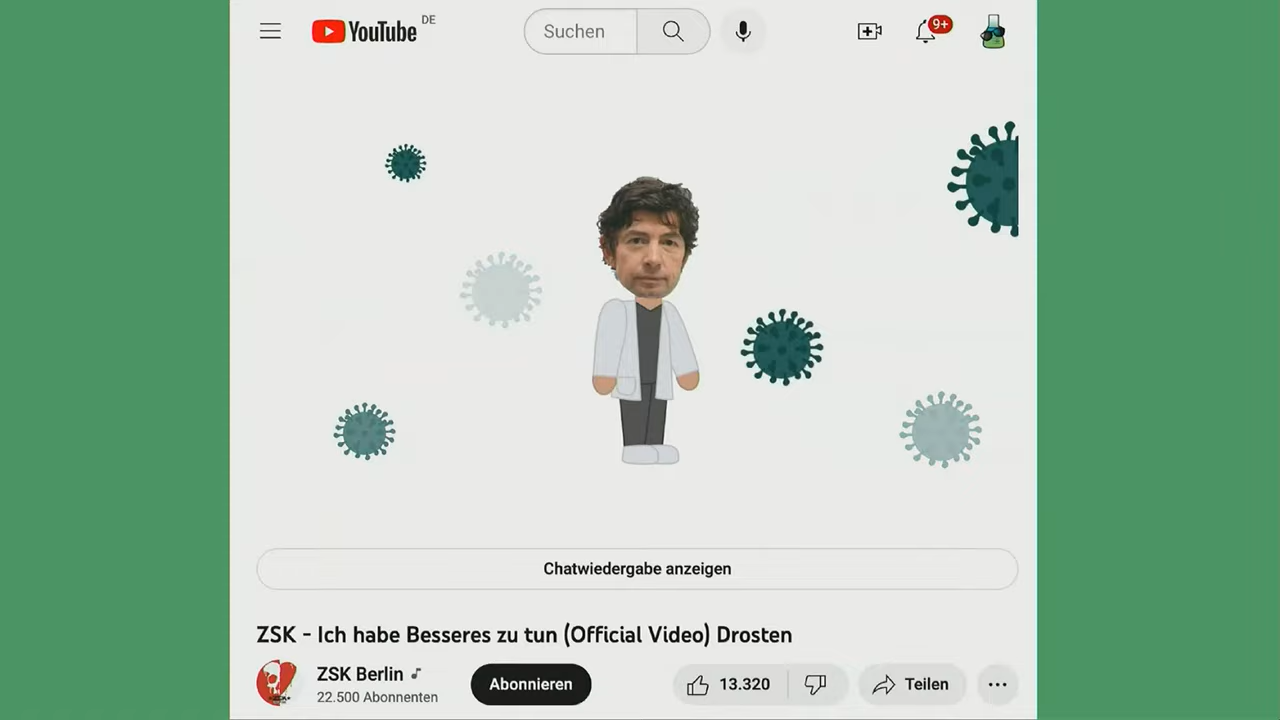 YouTube DE
Suchen
9+
Chatwiedergabe anzeigen
ZSK - Ich habe Besseres zu tun (Official Video) Drosten
ZSK Berlin
22.500 Abonnenten
Abonnieren
13.320
Teilen